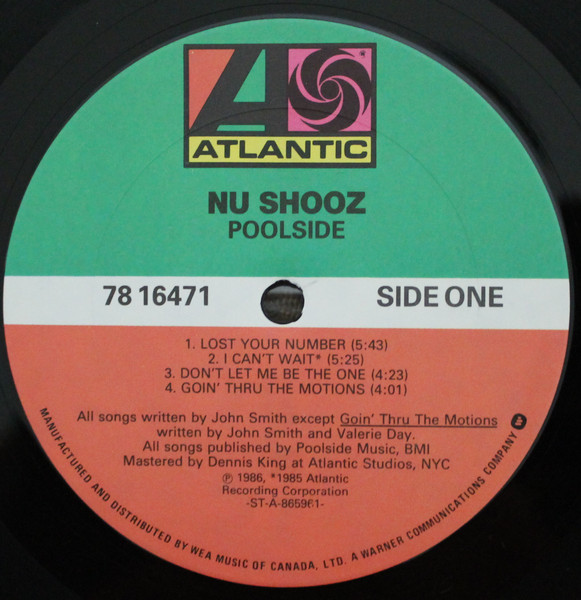 ATLANTIC
NU SHOOZ
POOLSIDE
78 16471
SIDE ONE
1. LOST YOUR NUMBER (5:43)
2. I CAN'T WAIT* (5:25)
3. DON'T LET ME BE THE ONE (4:23)
4. GOIN' THRU THE MOTIONS (4:01)
All songs written by John Smith except Goin' Thru The Motions
written by John Smith and Valerie Day.
All songs published by Poolside Music, BMI
Mastered by Dennis King at Atlantic Studios, NYC
℗ 1986, *1985 Atlantic
Recording Corporation
-ST-A-865961-
MANUFACTURED AND DISTRIBUTED BY WEA MUSIC OF CANADA, LTD. A WARNER COMMUNICATIONS COMPANY